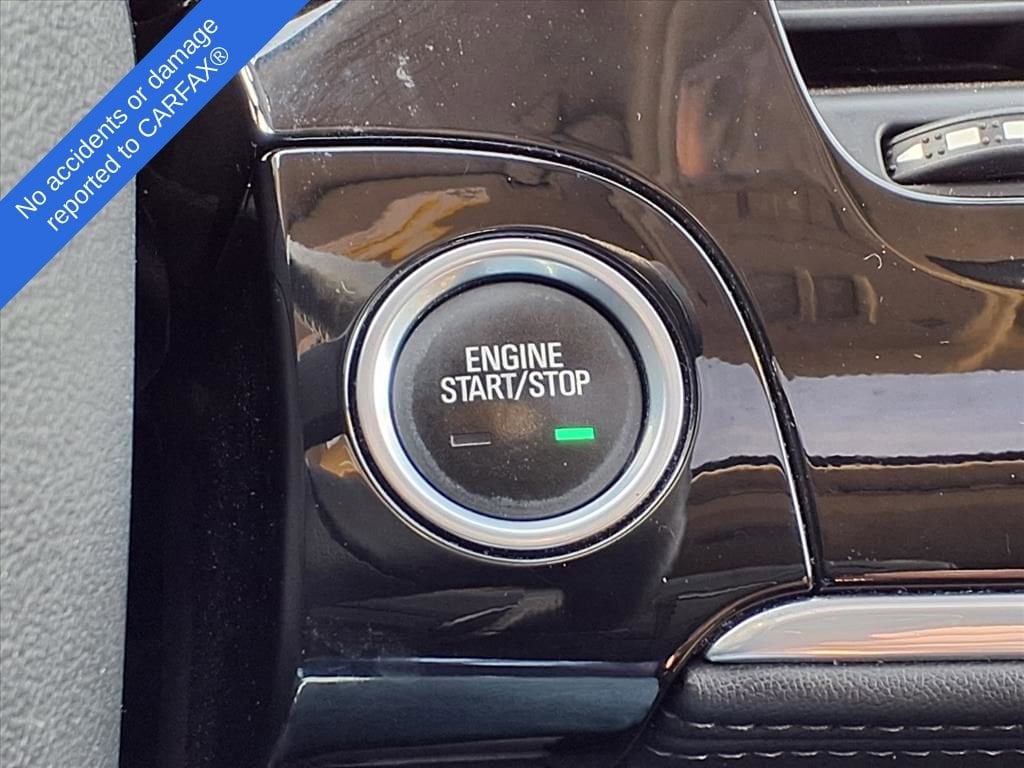 No accidents or damage
reported to CARFAX®
ENGINE
START/STOP